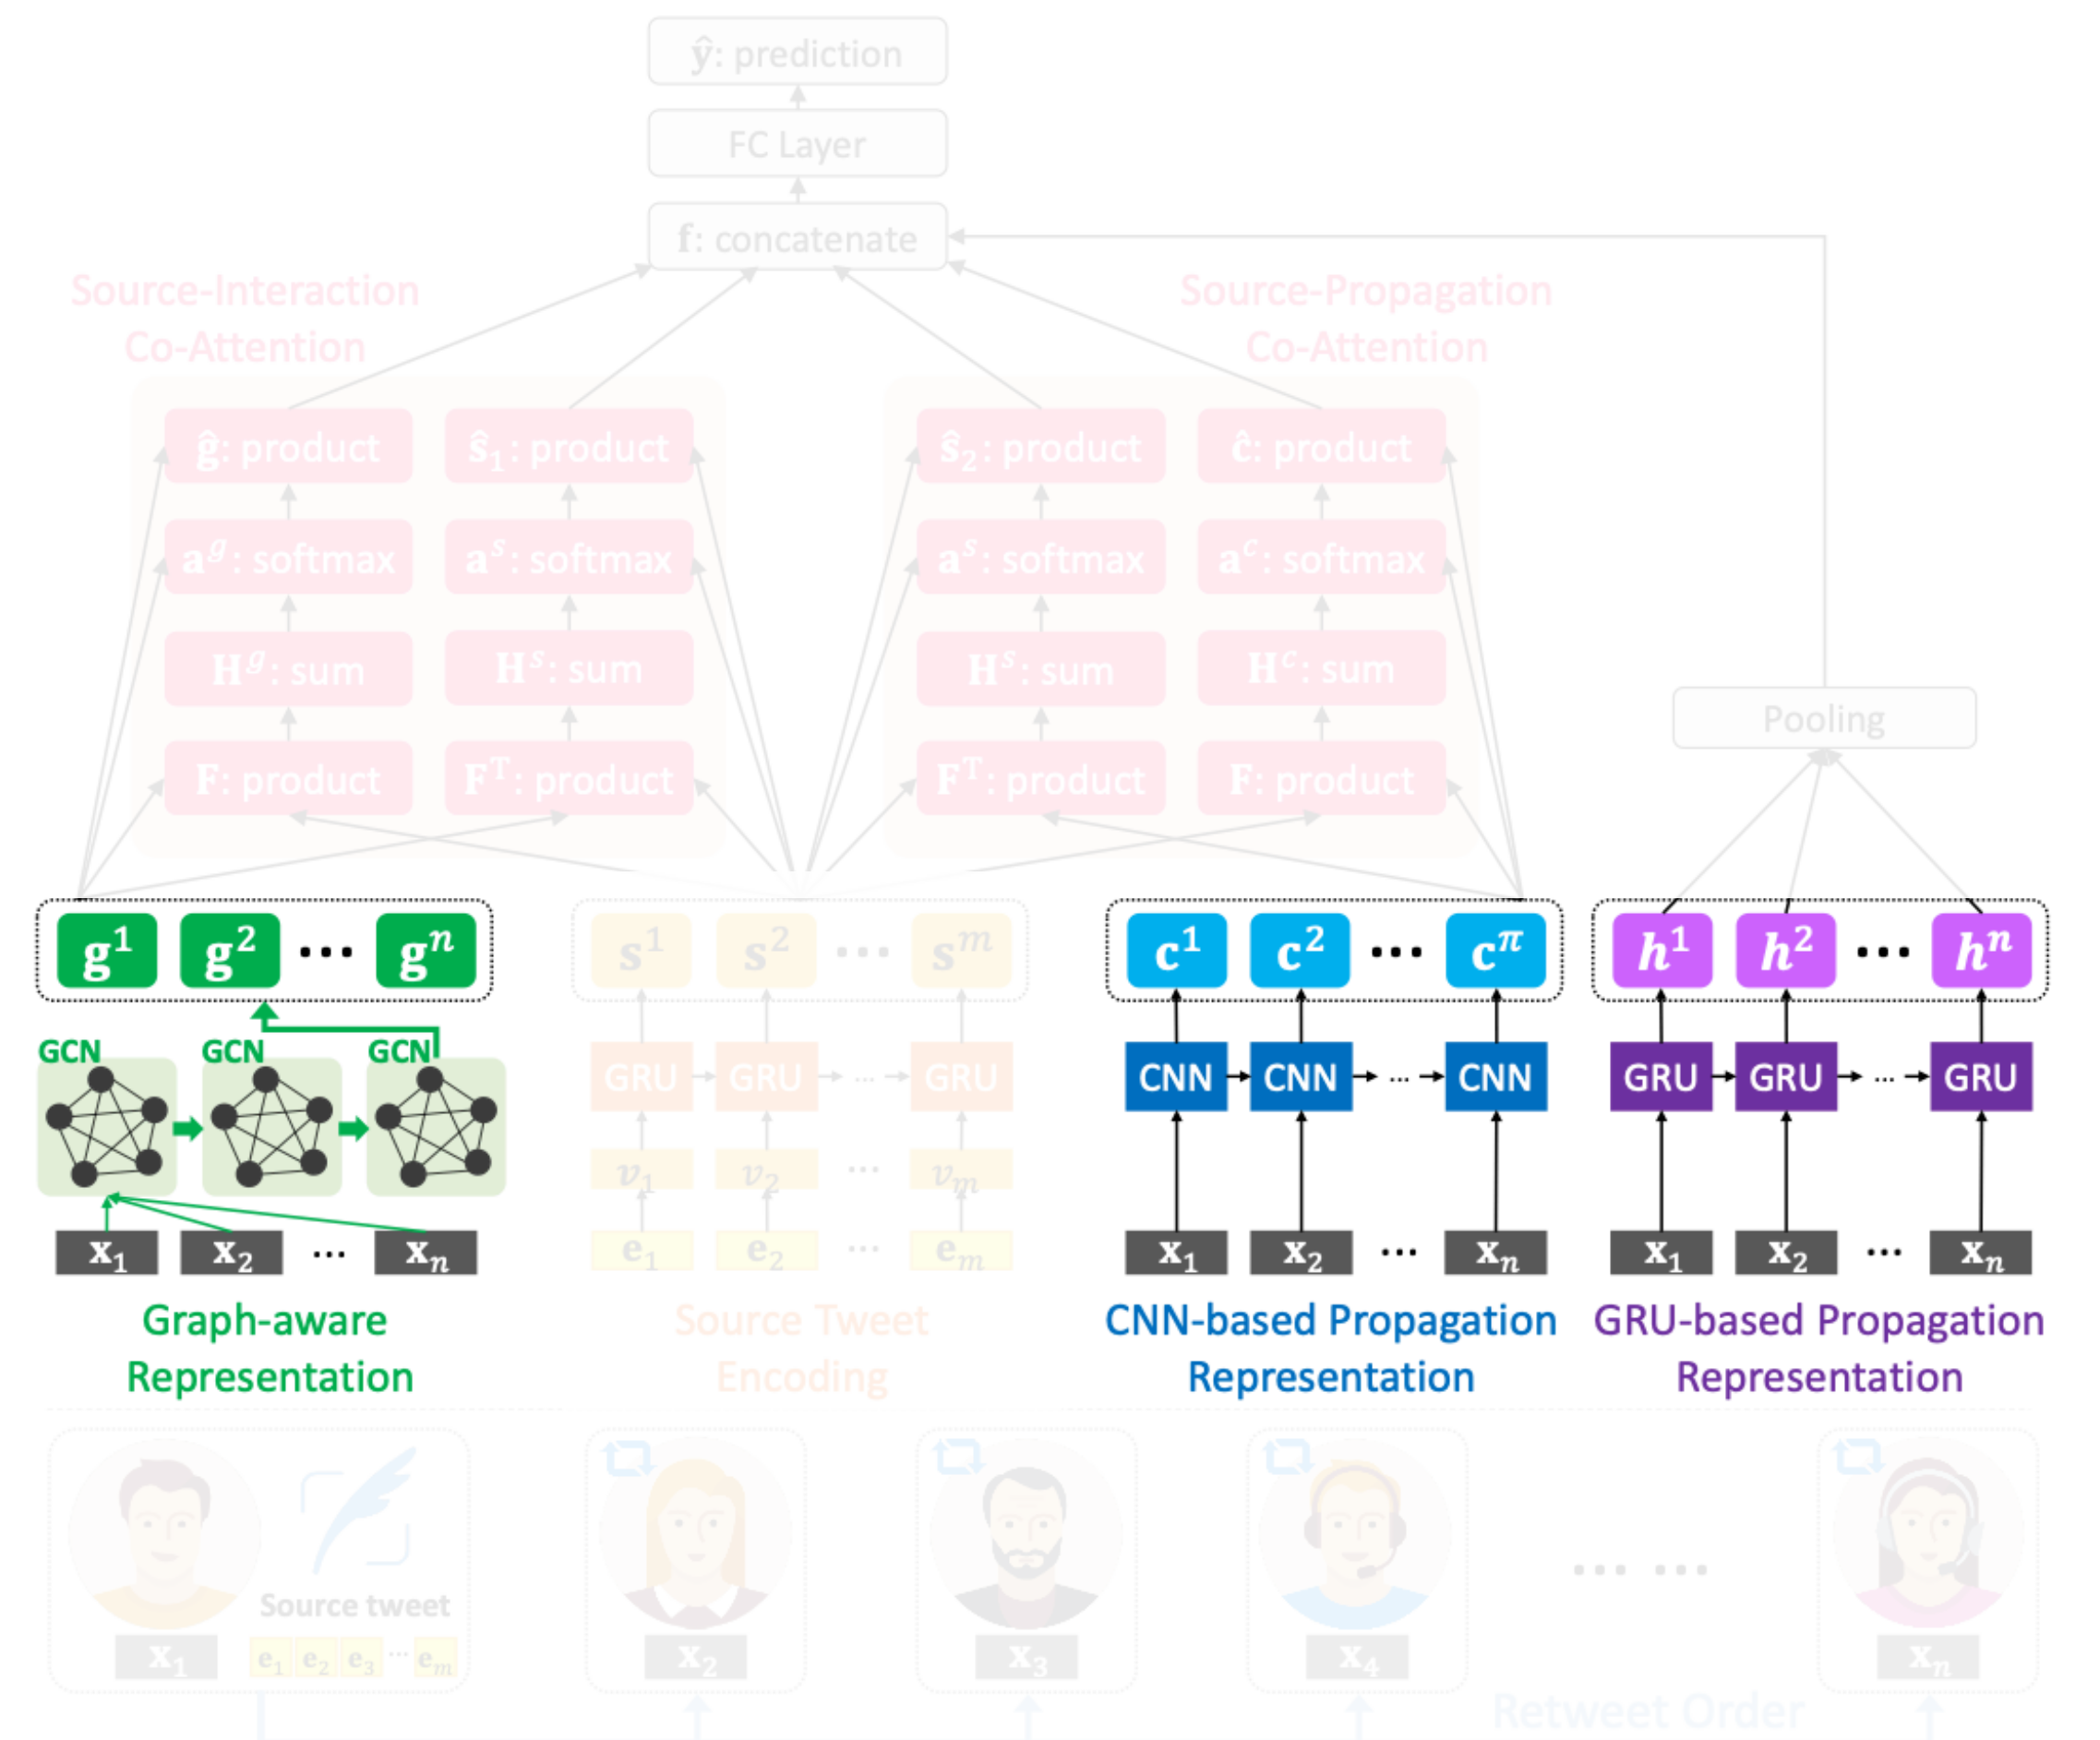 ŷ: prediction
FC Layer
f: concatenate
Source-Interaction
Co-Attention
Source-Propagation
Co-Attention
ĝ: product
ŝ₁: product
ŝ₂: product
ĉ: product
aᵍ: softmax
aˢ: softmax
aˢ: softmax
aᶜ: softmax
Hᵍ: sum
Hˢ: sum
Hˢ: sum
Hᶜ: sum
Pooling
F: product
Fᵀ: product
Fᵀ: product
F: product
g¹ g² ... gⁿ
s¹ s² ... sᵐ
c¹ c² ... c^π
h¹ h² ... hⁿ
GCN GCN GCN
GRU GRU ... GRU
CNN CNN ... CNN
GRU GRU ... GRU
v₁ v₂ ... vₘ
x₁ x₂ ... xₙ
e₁ e₂ ... eₘ
x₁ x₂ ... xₙ
x₁ x₂ ... xₙ
Graph-aware
Representation
Source Tweet
Encoding
CNN-based Propagation
Representation
GRU-based Propagation
Representation
Source tweet
e₁ e₂ e₃ ... eₘ
x₁ x₂ x₃ x₄ ... ... xₙ
Retweet Order